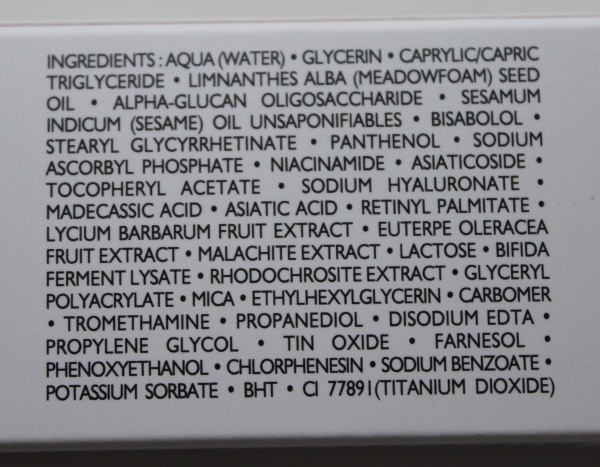 INGREDIENTS : AQUA (WATER) • GLYCERIN • CAPRYLIC/CAPRIC
TRIGLYCERIDE • LIMNANTHES ALBA (MEADOWFOAM) SEED
OIL • ALPHA-GLUCAN OLIGOSACCHARIDE • SESAMUM
INDICUM (SESAME) OIL UNSAPONIFIABLES • BISABOLOL •
STEARYL GLYCYRRHETINATE • PANTHENOL • SODIUM
ASCORBYL PHOSPHATE • NIACINAMIDE • ASIATICOSIDE •
TOCOPHERYL ACETATE • SODIUM HYALURONATE •
MADECASSIC ACID • ASIATIC ACID • RETINYL PALMITATE •
LYCIUM BARBARUM FRUIT EXTRACT • EUTERPE OLERACEA
FRUIT EXTRACT • MALACHITE EXTRACT • LACTOSE • BIFIDA
FERMENT LYSATE • RHODOCHROSITE EXTRACT • GLYCERYL
POLYACRYLATE • MICA • ETHYLHEXYLGLYCERIN • CARBOMER
• TROMETHAMINE • PROPANEDIOL • DISODIUM EDTA •
PROPYLENE GLYCOL • TIN OXIDE • FARNESOL •
PHENOXYETHANOL • CHLORPHENESIN • SODIUM BENZOATE •
POTASSIUM SORBATE • BHT • CI 77891(TITANIUM DIOXIDE)